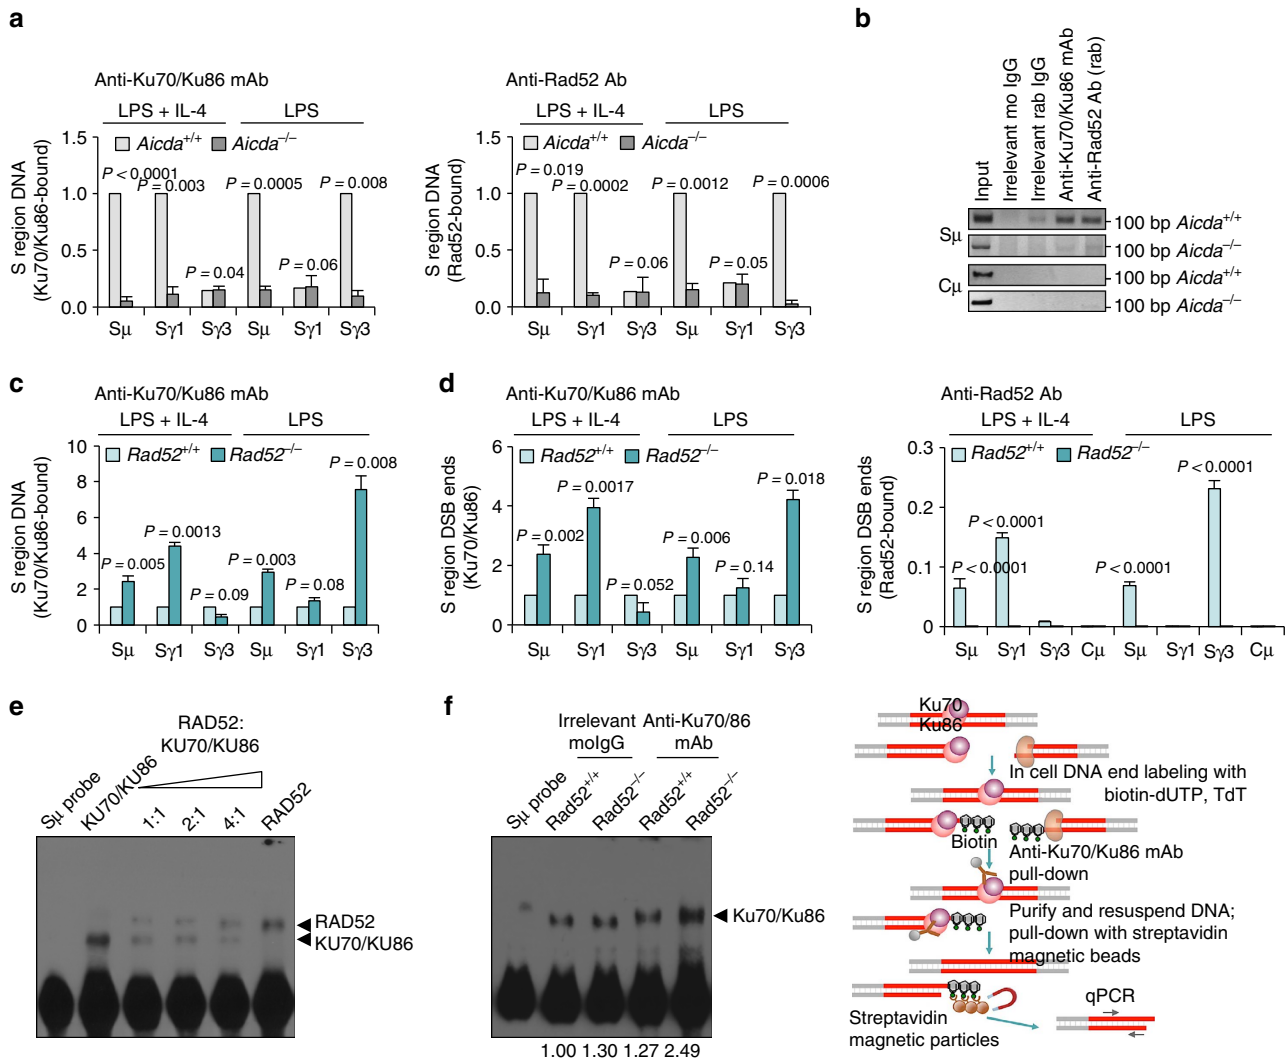 a
Anti-Ku70/Ku86 mAb
LPS + IL-4
LPS
Aicda+/+
Aicda–/–
S region DNA
(Ku70/Ku86-bound)
1.5
1.0
0.5
0.0
P < 0.0001
P = 0.003
P = 0.04
P = 0.0005
P = 0.06
P = 0.008
Sμ
Sγ1
Sγ3
Sμ
Sγ1
Sγ3
Anti-Rad52 Ab
LPS + IL-4
LPS
Aicda+/+
Aicda–/–
S region DNA
(Rad52-bound)
1.5
1.0
0.5
0.0
P = 0.019
P = 0.0002
P = 0.06
P = 0.0012
P = 0.05
P = 0.0006
Sμ
Sγ1
Sγ3
Sμ
Sγ1
Sγ3
b
Input
Irrelevant mo IgG
Irrelevant rab IgG
Anti-Ku70/Ku86 mAb
Anti-Rad52 Ab (rab)
Sμ
100 bp Aicda+/+
100 bp Aicda–/–
Cμ
100 bp Aicda+/+
100 bp Aicda–/–
c
Anti-Ku70/Ku86 mAb
LPS + IL-4
LPS
Rad52+/+
Rad52–/–
S region DNA
(Ku70/Ku86-bound)
10
8
6
4
2
0
P = 0.005
P = 0.0013
P = 0.09
P = 0.003
P = 0.08
P = 0.008
Sμ
Sγ1
Sγ3
Sμ
Sγ1
Sγ3
d
Anti-Ku70/Ku86 mAb
LPS + IL-4
LPS
Rad52+/+
Rad52–/–
S region DSB ends
(Ku70/Ku86)
6
4
2
0
P = 0.002
P = 0.0017
P = 0.052
P = 0.006
P = 0.14
P = 0.018
Sμ
Sγ1
Sγ3
Sμ
Sγ1
Sγ3
Anti-Rad52 Ab
LPS + IL-4
LPS
Rad52+/+
Rad52–/–
S region DSB ends
(Rad52-bound)
0.3
0.2
0.1
0
P < 0.0001
P < 0.0001
P < 0.0001
P < 0.0001
Sμ
Sγ1
Sγ3
Cμ
Sμ
Sγ1
Sγ3
Cμ
e
RAD52:
KU70/KU86
Sμ probe
KU70/KU86
1:1
2:1
4:1
RAD52
RAD52
KU70/KU86
f
Irrelevant
moIgG
Anti-Ku70/86
mAb
Sμ probe
Rad52+/+
Rad52–/–
Rad52+/+
Rad52–/–
Ku70/Ku86
1.00 1.30 1.27 2.49
Ku70
Ku86
In cell DNA end labeling with
biotin-dUTP, TdT
Biotin
Anti-Ku70/Ku86 mAb
pull-down
Purify and resuspend DNA;
pull-down with streptavidin
magnetic beads
Streptavidin
magnetic particles
qPCR